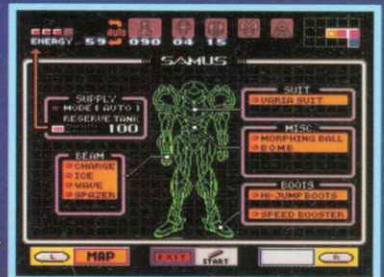 ENERGY 59 auto 090 04 15
SAMUS
SUPPLY
MODE [AUTO]
RESERVE TANK
100
SUIT
VARIA SUIT
MISC
MORPHING BALL
BOMB
BEAM
CHARGE
ICE
WAVE
SPAZER
BOOTS
HI-JUMP BOOTS
SPEED BOOSTER
L MAP EXIT START R